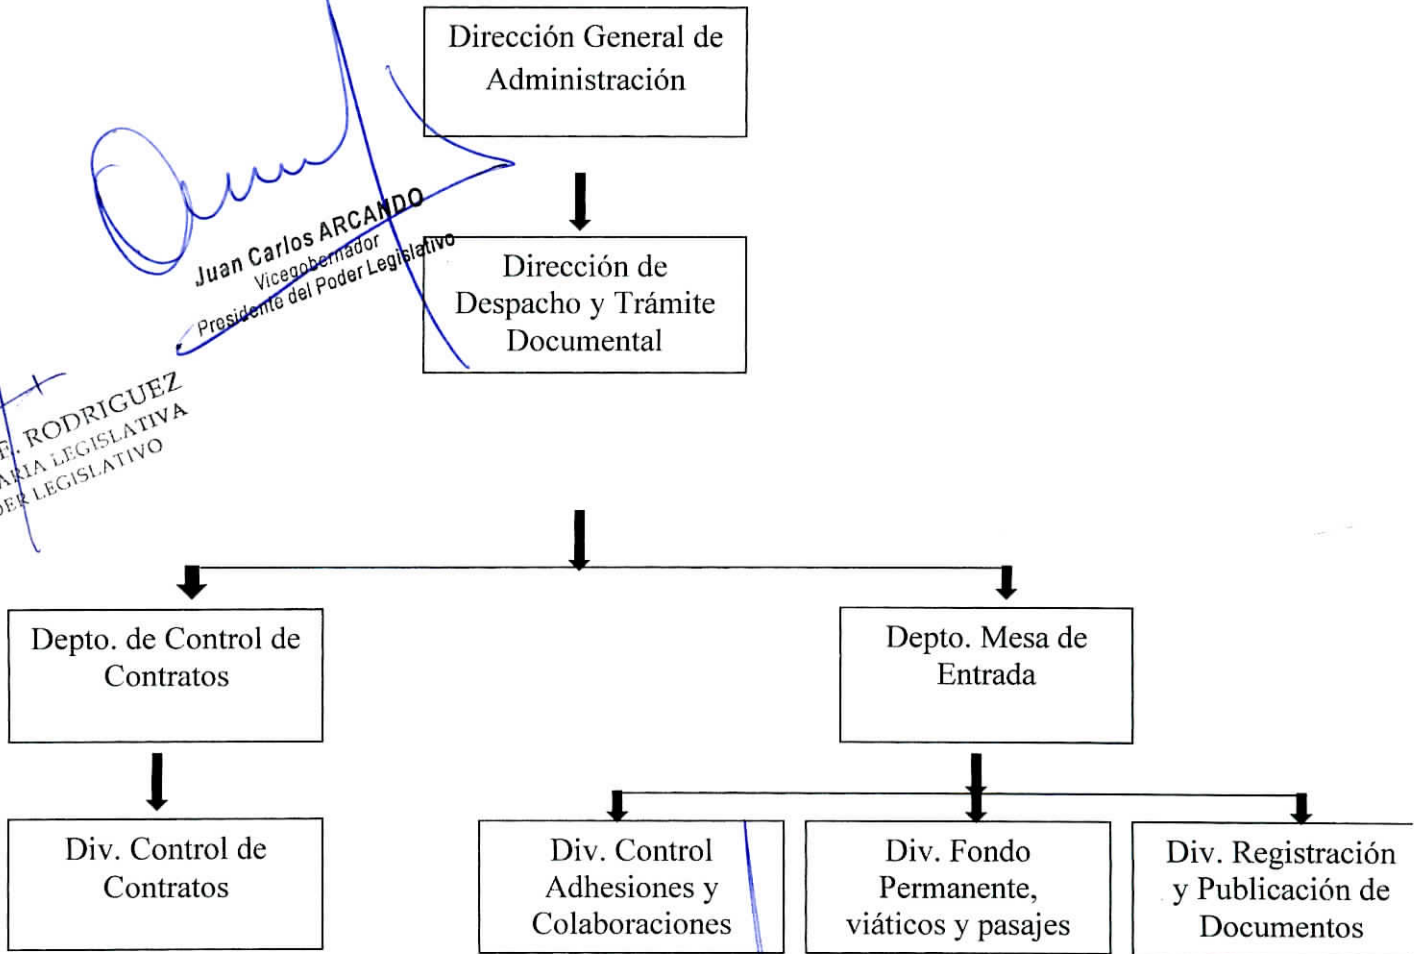 Dirección General de
Administración
Juan Carlos ARCANDO
Vicegobernador
Presidente del Poder Legislativo
Dirección de
Despacho y Trámite
Documental
E. RODRIGUEZ
LEGISLATIVA
LEGISLATIVO
Depto. de Control de
Contratos
Depto. Mesa de
Entrada
Div. Control de
Contratos
Div. Control
Adhesiones y
Colaboraciones
Div. Fondo
Permanente,
viáticos y pasajes
Div. Registración
y Publicación de
Documentos